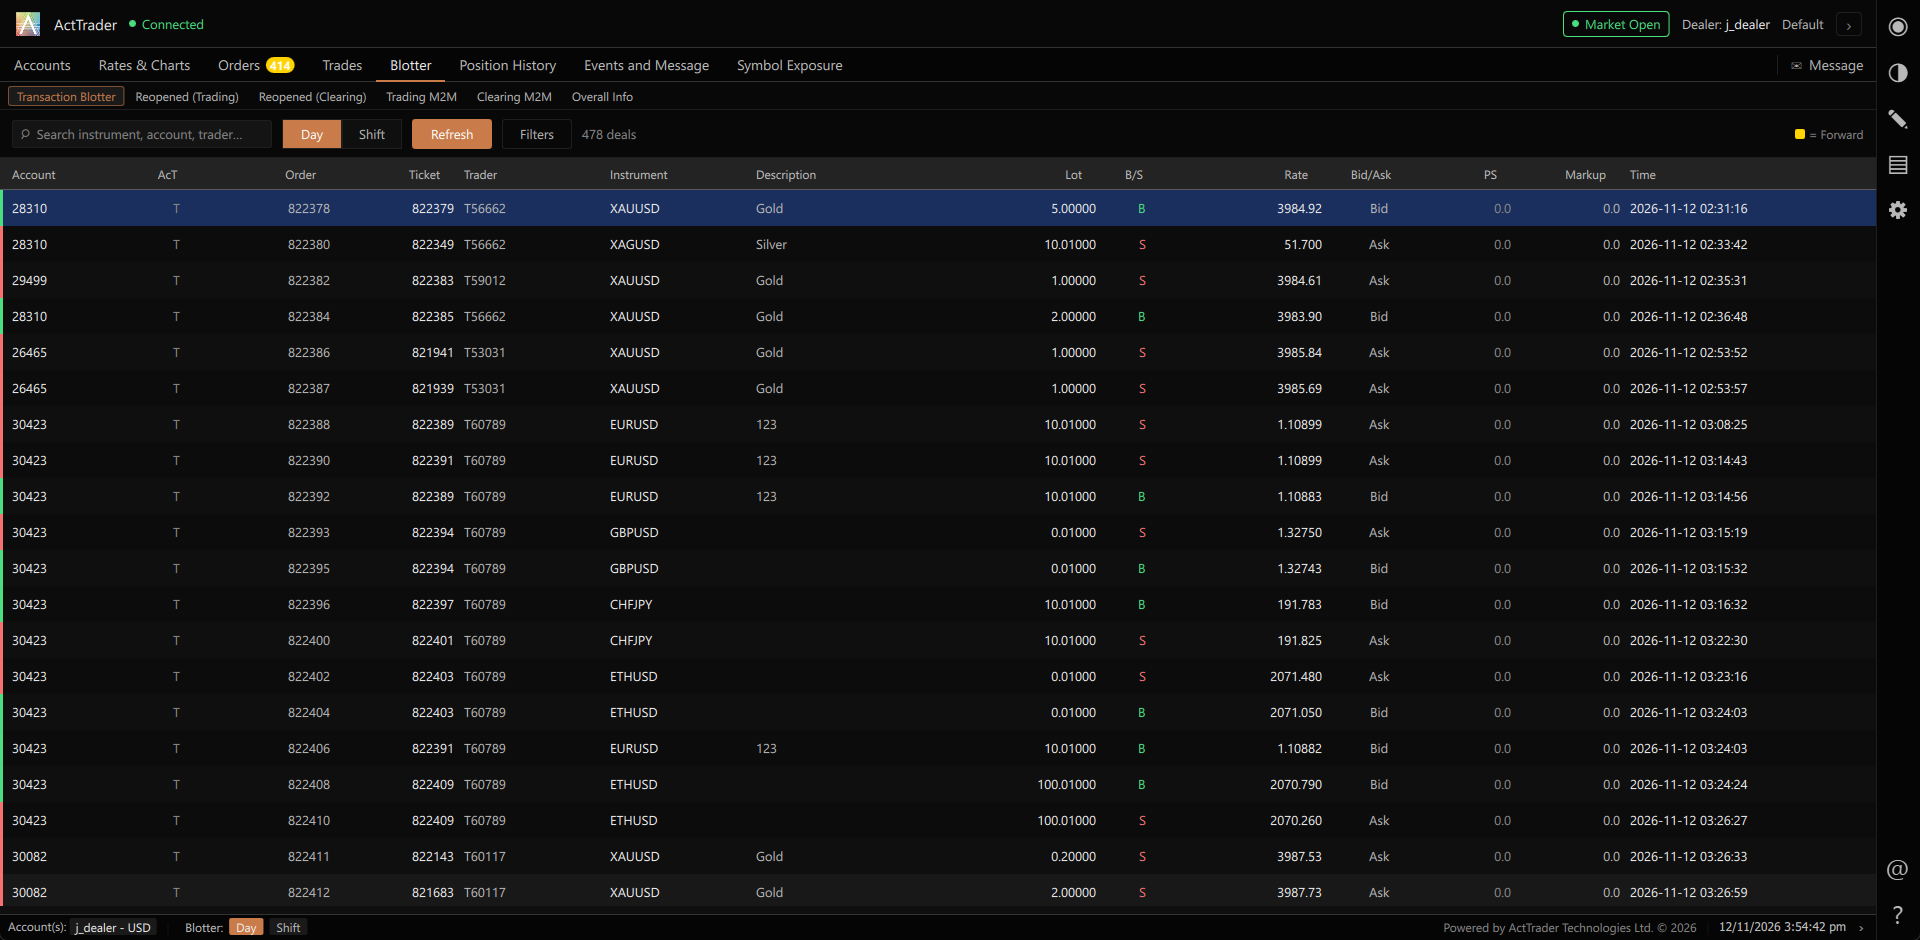 ActTrader Connected Market Open Dealer: j_dealer Default
Accounts Rates & Charts Orders 414 Trades Blotter Position History Events and Message Symbol Exposure Message
Transaction Blotter Reopened (Trading) Reopened (Clearing) Trading M2M Clearing M2M Overall Info
Search instrument, account, trader... Day Shift Refresh Filters 478 deals = Forward
Account AcT Order Ticket Trader Instrument Description Lot B/S Rate Bid/Ask PS Markup Time
28310 T 822378 822379 T56662 XAUUSD Gold 5.00000 B 3984.92 Bid 0.0 0.0 2026-11-12 02:31:16
28310 T 822380 822349 T56662 XAGUSD Silver 10.01000 S 51.700 Ask 0.0 0.0 2026-11-12 02:33:42
29499 T 822382 822383 T59012 XAUUSD Gold 1.00000 S 3984.61 Ask 0.0 0.0 2026-11-12 02:35:31
28310 T 822384 822385 T56662 XAUUSD Gold 2.00000 B 3983.90 Bid 0.0 0.0 2026-11-12 02:36:48
26465 T 822386 821941 T53031 XAUUSD Gold 1.00000 S 3985.84 Ask 0.0 0.0 2026-11-12 02:53:52
26465 T 822387 821939 T53031 XAUUSD Gold 1.00000 S 3985.69 Ask 0.0 0.0 2026-11-12 02:53:57
30423 T 822388 822389 T60789 EURUSD 123 10.01000 S 1.10899 Ask 0.0 0.0 2026-11-12 03:08:25
30423 T 822390 822391 T60789 EURUSD 123 10.01000 S 1.10899 Ask 0.0 0.0 2026-11-12 03:14:43
30423 T 822392 822389 T60789 EURUSD 123 10.01000 B 1.10883 Bid 0.0 0.0 2026-11-12 03:14:56
30423 T 822393 822394 T60789 GBPUSD 0.01000 S 1.32750 Ask 0.0 0.0 2026-11-12 03:15:19
30423 T 822395 822394 T60789 GBPUSD 0.01000 B 1.32743 Bid 0.0 0.0 2026-11-12 03:15:32
30423 T 822396 822397 T60789 CHFJPY 10.01000 B 191.783 Bid 0.0 0.0 2026-11-12 03:16:32
30423 T 822400 822401 T60789 CHFJPY 10.01000 S 191.825 Ask 0.0 0.0 2026-11-12 03:22:30
30423 T 822402 822403 T60789 ETHUSD 0.01000 S 2071.480 Ask 0.0 0.0 2026-11-12 03:23:16
30423 T 822404 822403 T60789 ETHUSD 0.01000 B 2071.050 Bid 0.0 0.0 2026-11-12 03:24:03
30423 T 822406 822391 T60789 EURUSD 123 10.01000 B 1.10882 Bid 0.0 0.0 2026-11-12 03:24:03
30423 T 822408 822409 T60789 ETHUSD 100.01000 B 2070.790 Bid 0.0 0.0 2026-11-12 03:24:24
30423 T 822410 822409 T60789 ETHUSD 100.01000 S 2070.260 Ask 0.0 0.0 2026-11-12 03:26:27
30082 T 822411 822143 T60117 XAUUSD Gold 0.20000 S 3987.53 Ask 0.0 0.0 2026-11-12 03:26:33
30082 T 822412 821683 T60117 XAUUSD Gold 2.00000 S 3987.73 Ask 0.0 0.0 2026-11-12 03:26:59
Account(s): j_dealer - USD Blotter: Day Shift Powered by ActTrader Technologies Ltd. © 2026 12/11/2026 3:54:42 pm